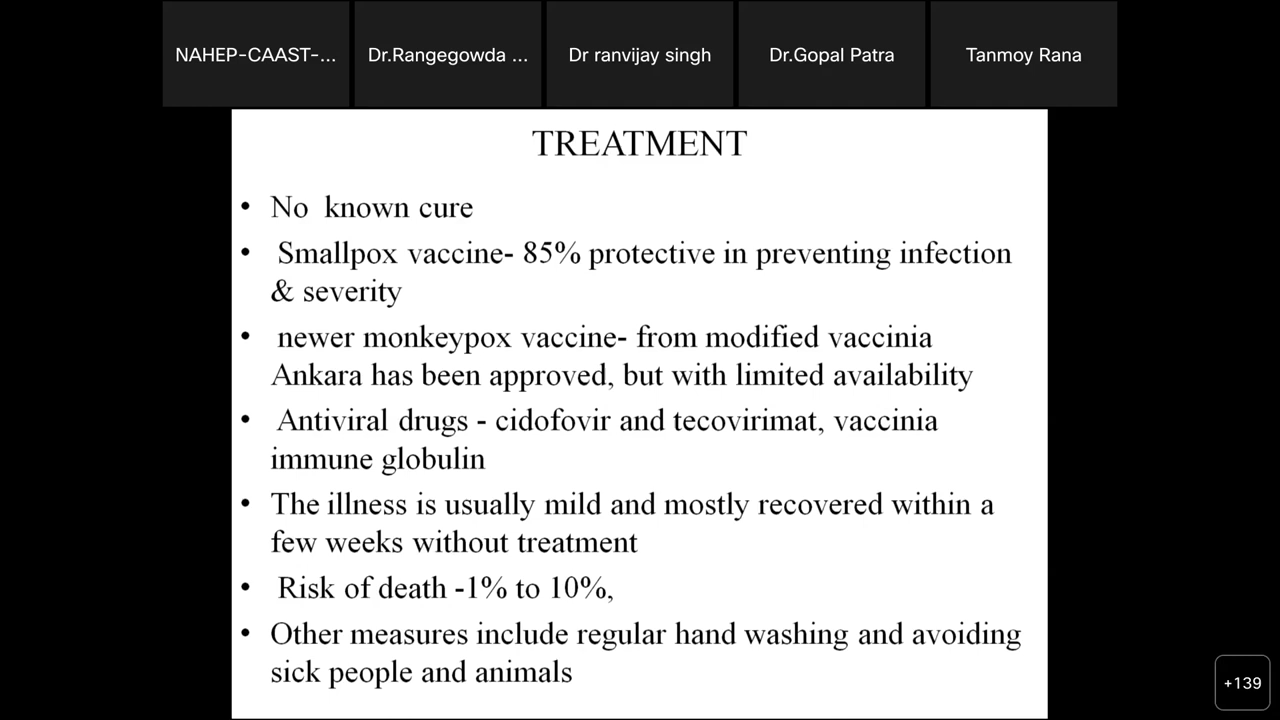 NAHEP-CAAST-...
Dr.Rangegowda ...
Dr ranvijay singh
Dr.Gopal Patra
Tanmoy Rana
TREATMENT
• No known cure
• Smallpox vaccine- 85% protective in preventing infection
& severity
• newer monkeypox vaccine- from modified vaccinia
Ankara has been approved, but with limited availability
• Antiviral drugs - cidofovir and tecovirimat, vaccinia
immune globulin
• The illness is usually mild and mostly recovered within a
few weeks without treatment
• Risk of death -1% to 10%,
• Other measures include regular hand washing and avoiding
sick people and animals
+139